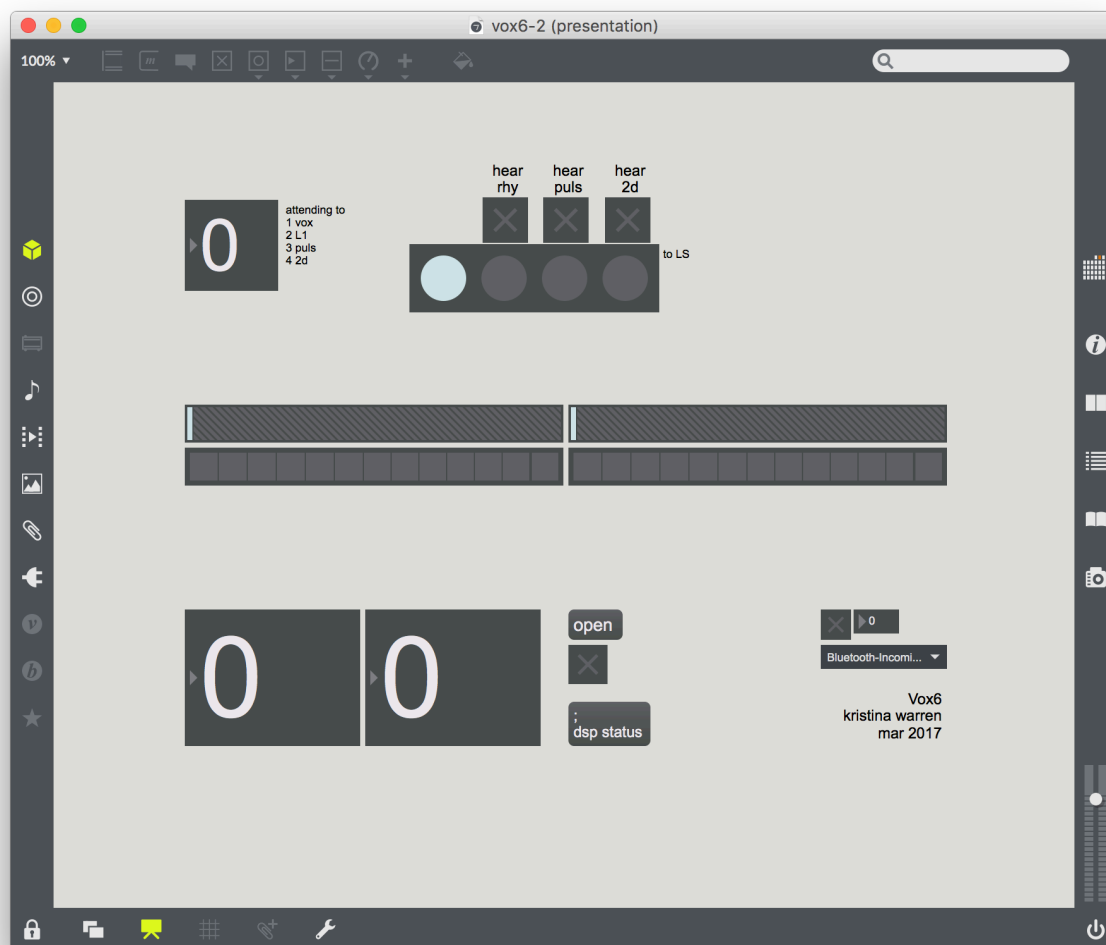 vox6-2 (presentation)
100%
hear
rhy
hear
puls
hear
2d
0
attending to
1 vox
2 L1
3 puls
4 2d
to LS
0
0
open
;
dsp status
0
Bluetooth-Incomi...
Vox6
kristina warren
mar 2017